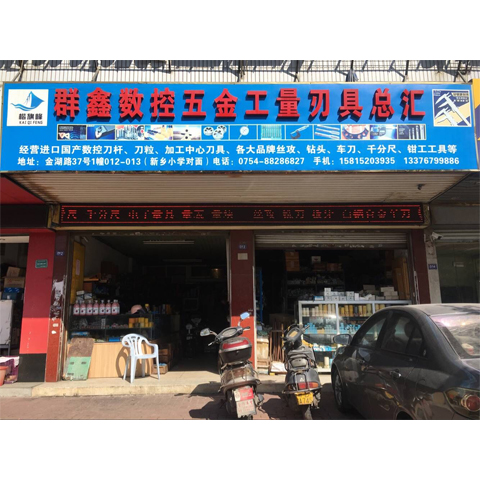 群鑫数控五金工量刃具总汇
楷旗峰
KAI QI FENG
经营进口国产数控刀杆、刀粒、加工中心刀具、各大品牌丝攻、钻头、车刀、千分尺、钳工工具等
地址：金湖路37号1幢012-013（新乡小学对面）电话：0754-88286827 手机：15815203935 13376799886